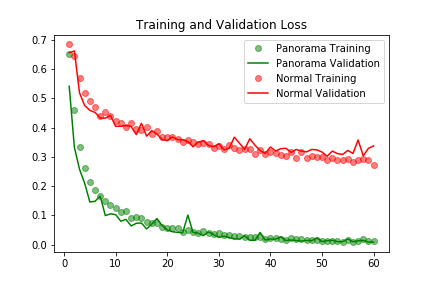 Training and Validation Loss
Panorama Training
Panorama Validation
Normal Training
Normal Validation
0.7
0.6
0.5
0.4
0.3
0.2
0.1
0.0
0 10 20 30 40 50 60